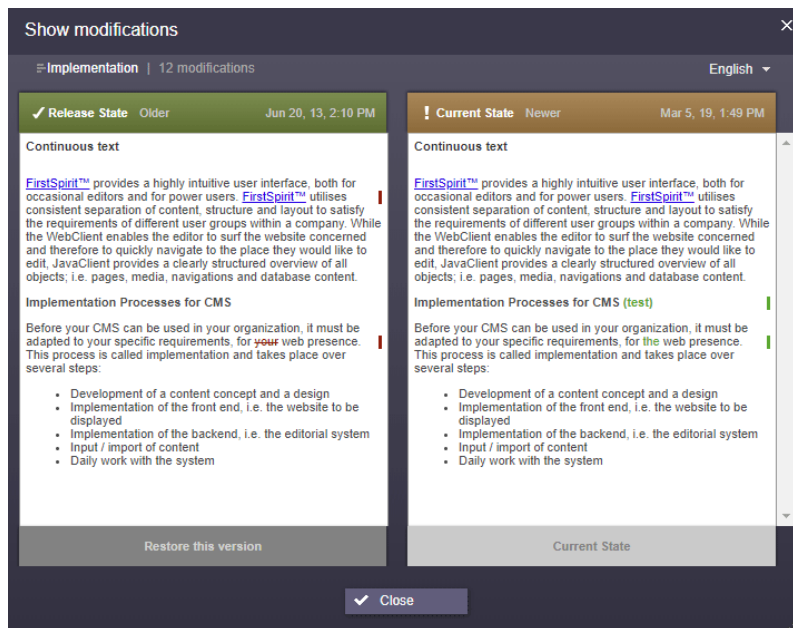 Show modifications
Implementation | 12 modifications
English
Release State Older Jun 20, 13, 2:10 PM
Continuous text
FirstSpirit™ provides a highly intuitive user interface, both for
occasional editors and for power users. FirstSpirit™ utilises
consistent separation of content, structure and layout to satisfy
the requirements of different user groups within a company. While
the WebClient enables the editor to surf the website concerned
and therefore to quickly navigate to the place they would like to
edit, JavaClient provides a clearly structured overview of all
objects; i.e. pages, media, navigations and database content.
Implementation Processes for CMS
Before your CMS can be used in your organization, it must be
adapted to your specific requirements, for your web presence.
This process is called implementation and takes place over
several steps:
• Development of a content concept and a design
• Implementation of the front end, i.e. the website to be
displayed
• Implementation of the backend, i.e. the editorial system
• Input / import of content
• Daily work with the system
Restore this version
! Current State Newer Mar 5, 19, 1:49 PM
Continuous text
FirstSpirit™ provides a highly intuitive user interface, both for
occasional editors and for power users. FirstSpirit™ utilises
consistent separation of content, structure and layout to satisfy
the requirements of different user groups within a company. While
the WebClient enables the editor to surf the website concerned
and therefore to quickly navigate to the place they would like to
edit, JavaClient provides a clearly structured overview of all
objects; i.e. pages, media, navigations and database content.
Implementation Processes for CMS (test)
Before your CMS can be used in your organization, it must be
adapted to your specific requirements, for the web presence.
This process is called implementation and takes place over
several steps:
• Development of a content concept and a design
• Implementation of the front end, i.e. the website to be
displayed
• Implementation of the backend, i.e. the editorial system
• Input / import of content
• Daily work with the system
Current State
Close